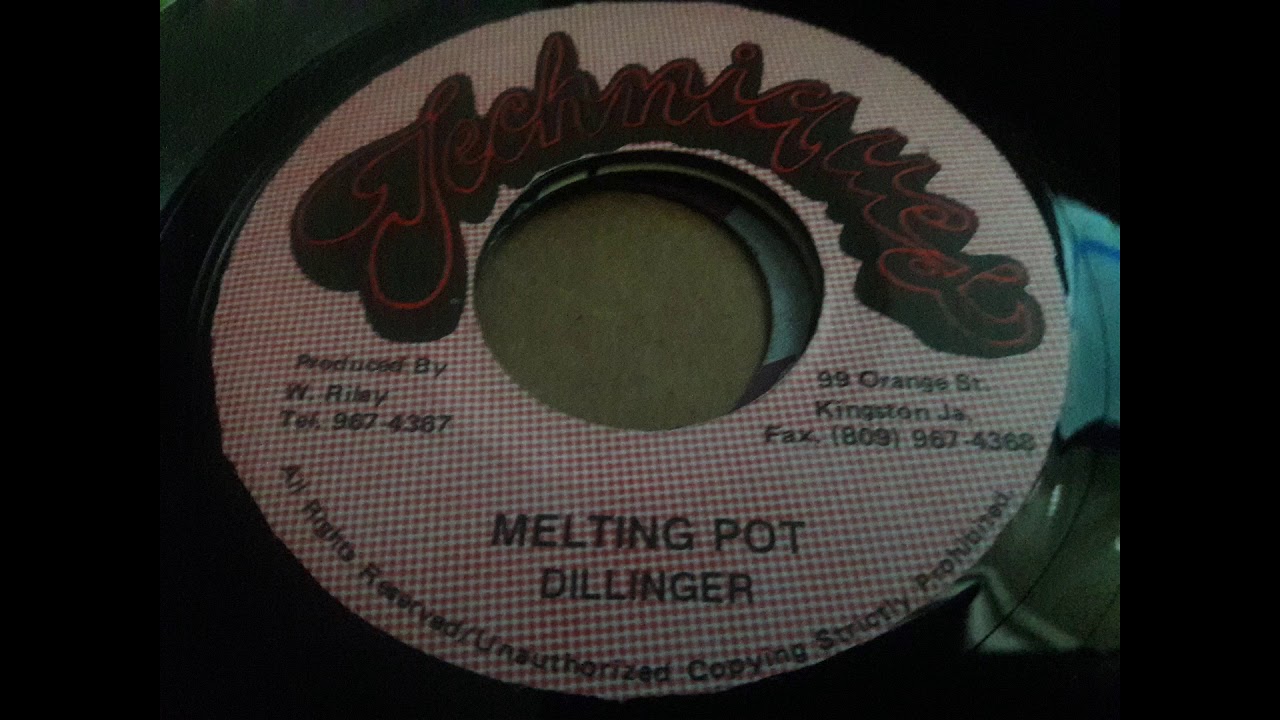 Techniques
Produced By
W. Riley
Tel. 967-4367
99 Orange St.
Kingston Ja.
Fax. (809) 967-4368
MELTING POT
DILLINGER
All Rights Reserved/Unauthorized Copying Strictly Prohibited.